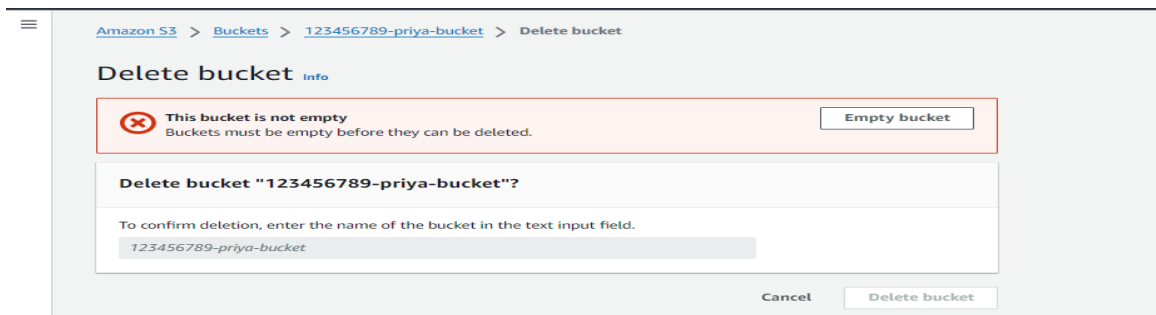 Amazon S3 > Buckets > 123456789-priya-bucket > Delete bucket
Delete bucket Info
This bucket is not empty
Buckets must be empty before they can be deleted.
Empty bucket
Delete bucket "123456789-priya-bucket"?
To confirm deletion, enter the name of the bucket in the text input field.
123456789-priya-bucket
Cancel
Delete bucket